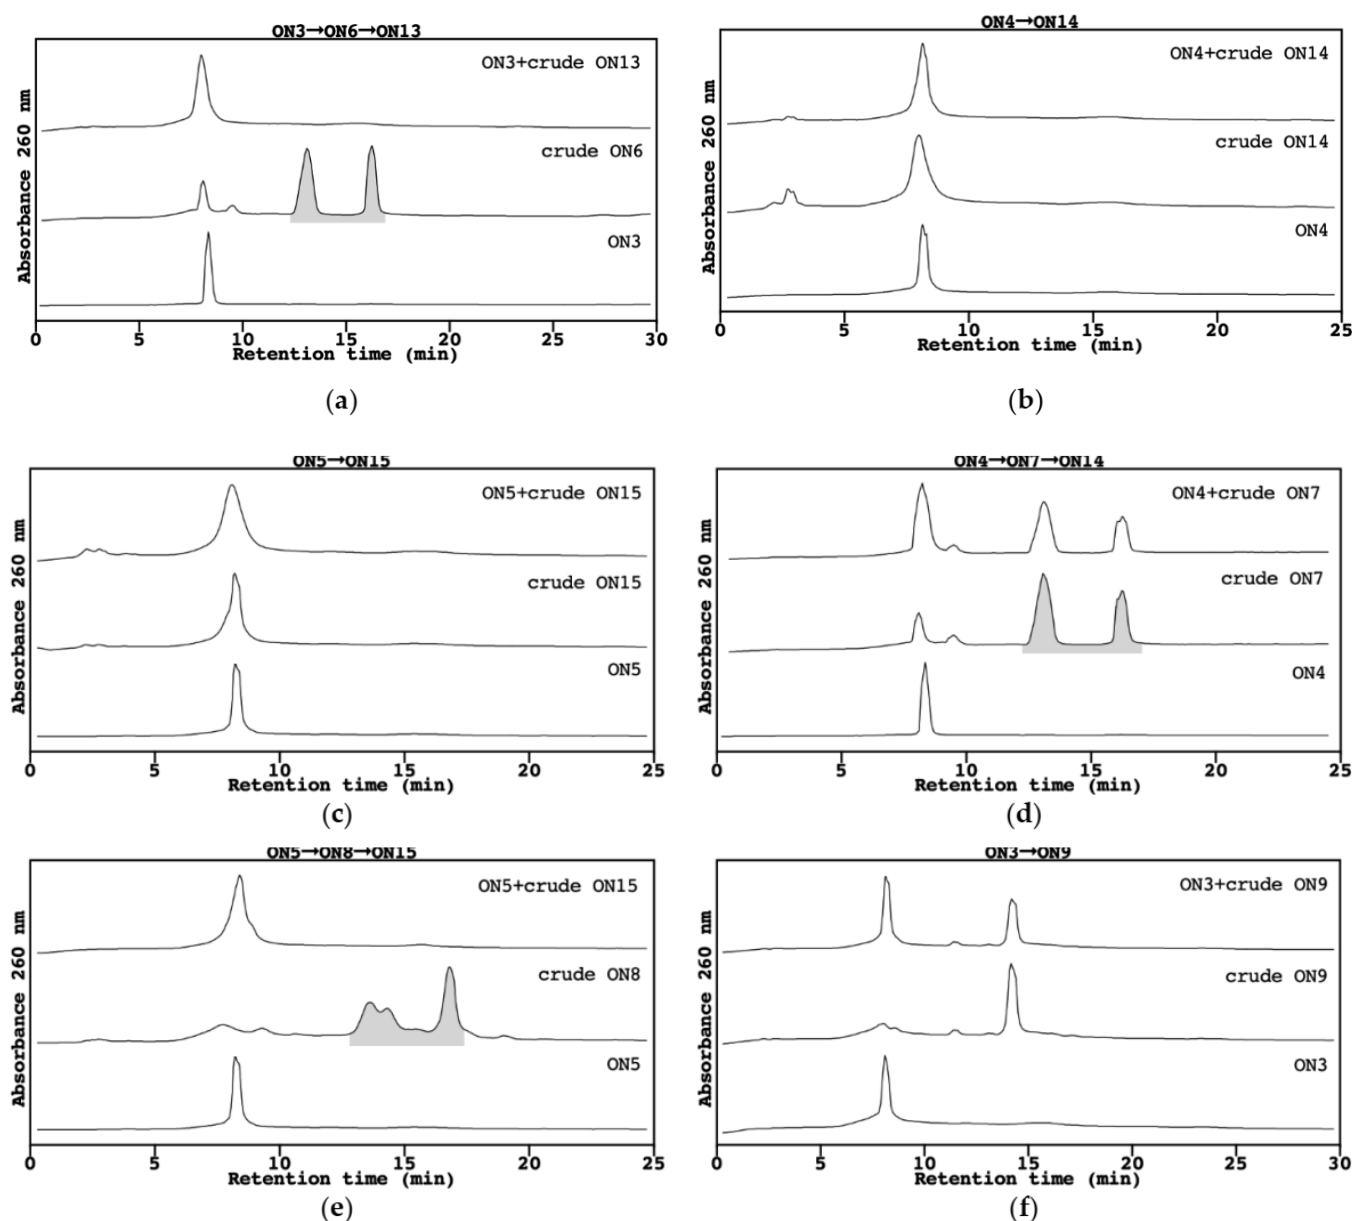 ON3→ON6→ON13
Absorbance 260 nm
ON3+crude ON13
crude ON6
ON3
0 5 10 15 20 25 30
Retention time (min)
(a)
ON4→ON14
Absorbance 260 nm
ON4+crude ON14
crude ON14
ON4
0 5 10 15 20 25
Retention time (min)
(b)
ON5→ON15
Absorbance 260 nm
ON5+crude ON15
crude ON15
ON5
0 5 10 15 20 25
Retention time (min)
(c)
ON4→ON7→ON14
Absorbance 260 nm
ON4+crude ON7
crude ON7
ON4
0 5 10 15 20 25
Retention time (min)
(d)
ON5→ON8→ON15
Absorbance 260 nm
ON5+crude ON15
crude ON8
ON5
0 5 10 15 20 25
Retention time (min)
(e)
ON3→ON9
Absorbance 260 nm
ON3+crude ON9
crude ON9
ON3
0 5 10 15 20 25 30
Retention time (min)
(f)